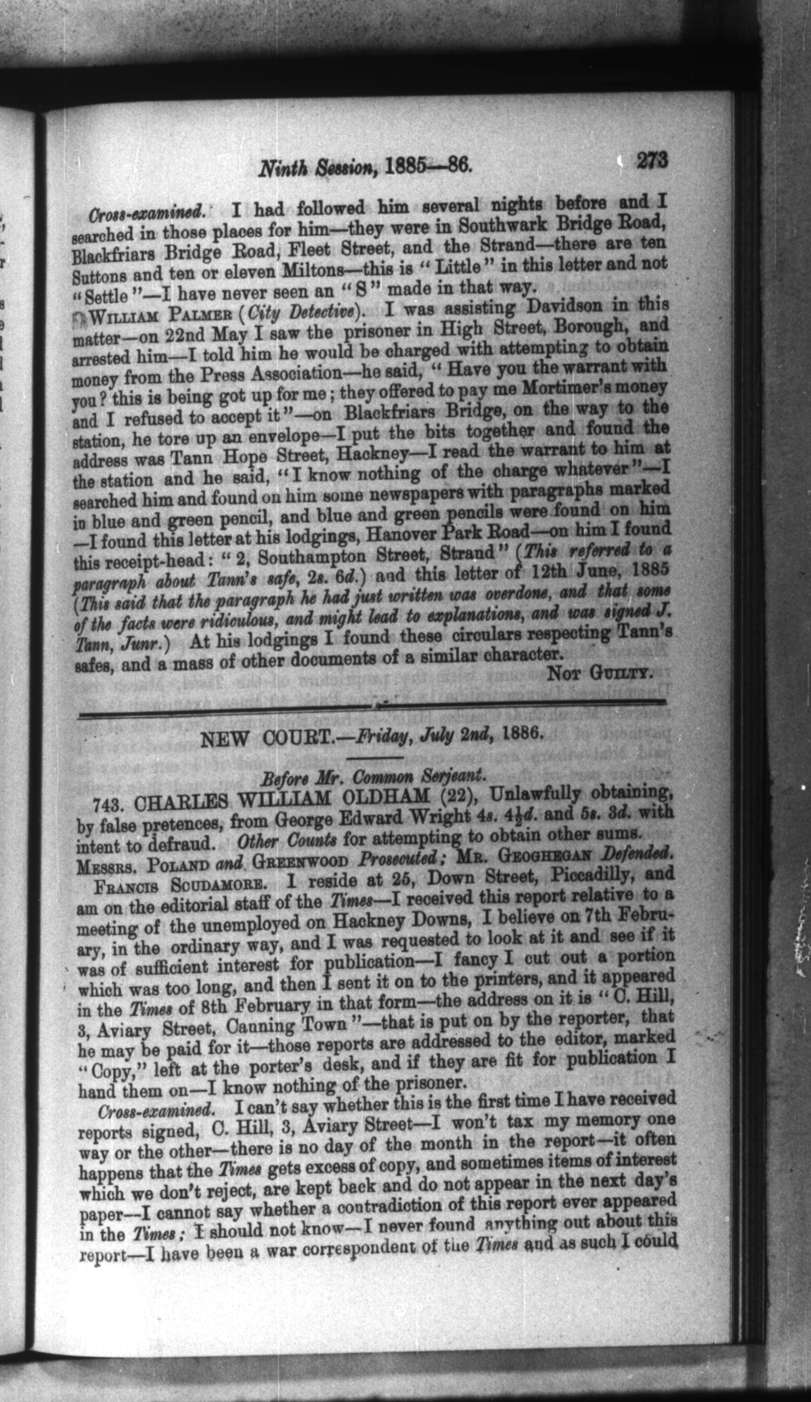 Ninth Session, 1885—86. 273
Cross-examined. I had followed him several nights before and I
searched in those places for him—they were in Southwark Bridge Road,
Blackfriars Bridge Road, Fleet Street, and the Strand—there are ten
Suttons and ten or eleven Miltons—this is "Little" in this letter and not
"Settle"—I have never seen an "S" made in that way.
WILLIAM PALMER (City Detective). I was assisting Davidson in this
matter—on 22nd May I saw the prisoner in High Street, Borough, and
arrested him—I told him he would be charged with attempting to obtain
money from the Press Association—he said, "Have you the warrant with
you? this is being got up for me; they offered to pay me Mortimer's money
and I refused to accept it"—on Blackfriars Bridge, on the way to the
station, he tore up an envelope—I put the bits together and found the
address was Tann Hope Street, Hackney—I read the warrant to him at
the station and he said, "I know nothing of the charge whatever"—I
searched him and found on him some newspapers with paragraphs marked
in blue and green pencil, and blue and green pencils were found on him
—I found this letter at his lodgings, Hanover Park Road—on him I found
this receipt-head: "2, Southampton Street, Strand" (This referred to a
paragraph about Tann's safe, 2s. 6d.) and this letter of 12th June, 1885
(This said that the paragraph he had just written was overdone, and that some
of the facts were ridiculous, and might lead to explanations, and was signed J.
Tann, Junr.) At his lodgings I found these circulars respecting Tann's
safes, and a mass of other documents of a similar character.
NOT GUILTY.
NEW COURT.—Friday, July 2nd, 1886.
Before Mr. Common Serjeant.
743. CHARLES WILLIAM OLDHAM (22), Unlawfully obtaining,
by false pretences, from George Edward Wright 4s. 4½d. and 5s. 3d. with
intent to defraud. Other Counts for attempting to obtain other sums.
MESSRS. POLAND and GREENWOOD Prosecuted; MR. GEOGHEGAN Defended.
FRANCIS SCUDAMORE. I reside at 25, Down Street, Piccadilly, and
am on the editorial staff of the Times—I received this report relative to a
meeting of the unemployed on Hackney Downs, I believe on 7th Febru-
ary, in the ordinary way, and I was requested to look at it and see if it
was of sufficient interest for publication—I fancy I cut out a portion
which was too long, and then I sent it on to the printers, and it appeared
in the Times of 8th February in that form—the address on it is "C. Hill,
3, Aviary Street, Canning Town"—that is put on by the reporter, that
he may be paid for it—those reports are addressed to the editor, marked
"Copy," left at the porter's desk, and if they are fit for publication I
hand them on—I know nothing of the prisoner.
Cross-examined. I can't say whether this is the first time I have received
reports signed, C. Hill, 3, Aviary Street—I won't tax my memory one
way or the other—there is no day of the month in the report—it often
happens that the Times gets excess of copy, and sometimes items of interest
which we don't reject, are kept back and do not appear in the next day's
paper—I cannot say whether a contradiction of this report ever appeared
in the Times; I should not know—I never found anything out about this
report—I have been a war correspondent of the Times and as such I could